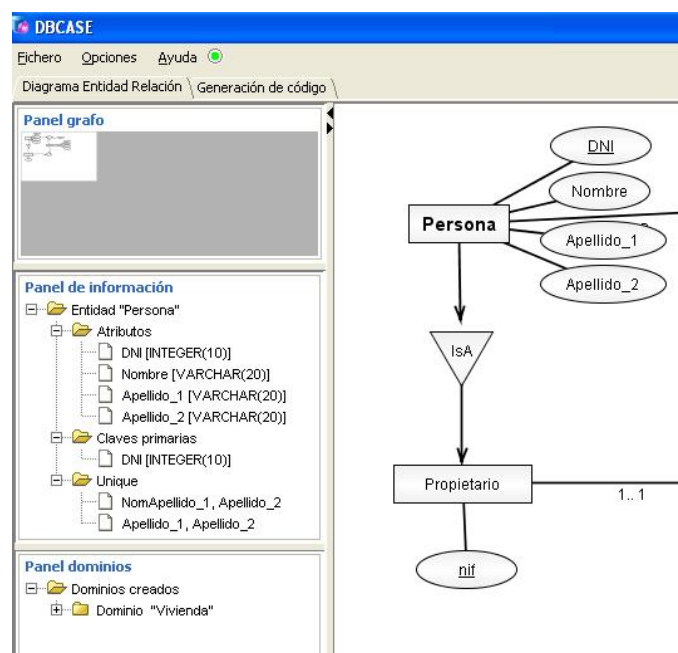 DBCASE
Fichero Opciones Ayuda
Diagrama Entidad Relación Generación de código
Panel grafo
Panel de información
Entidad "Persona"
Atributos
DNI [INTEGER(10)]
Nombre [VARCHAR(20)]
Apellido_1 [VARCHAR(20)]
Apellido_2 [VARCHAR(20)]
Claves primarias
DNI [INTEGER(10)]
Unique
NomApellido_1, Apellido_2
Apellido_1, Apellido_2
Panel dominios
Dominios creados
Dominio "Vivienda"
DNI
Nombre
Persona
Apellido_1
Apellido_2
IsA
Propietario
1.. 1
nif